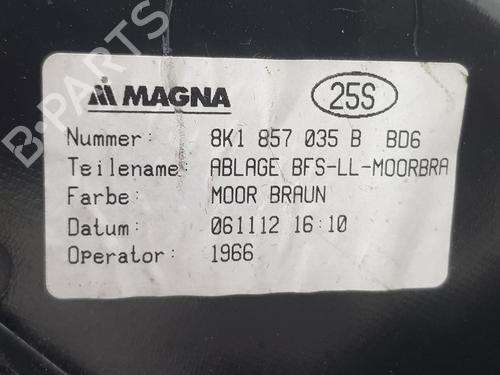 MAGNA 25S
Nummer: 8K1 857 035 B BD6
Teilename: ABLAGE BFS-LL-MOORBRA
Farbe: MOOR BRAUN
Datum: 061112 16:10
Operator: 1966
B-PARTS